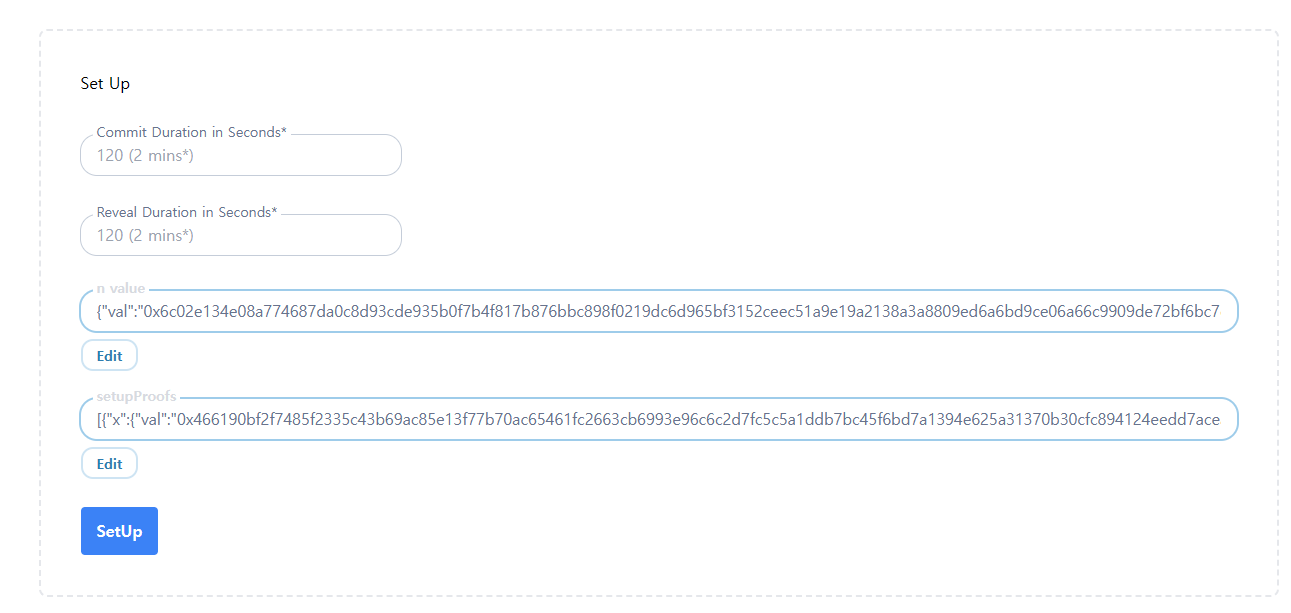 Set Up
Commit Duration in Seconds*
120 (2 mins*)
Reveal Duration in Seconds*
120 (2 mins*)
n value
{"val":"0x6c02e134e08a774687da0c8d93cde935b0f7b4f817b876bbc898f0219dc6d965bf3152ceec51a9e19a2138a3a8809ed6a6bd9ce06a66c9909de72bf6bc7
Edit
setupProofs
[{"x":{"val":"0x466190bf2f7485f2335c43b69ac85e13f77b70ac65461fc2663cb6993e96c6c2d7fc5c5a1ddb7bc45f6bd7a1394e625a31370b30cfc894124eedd7ace
Edit
SetUp